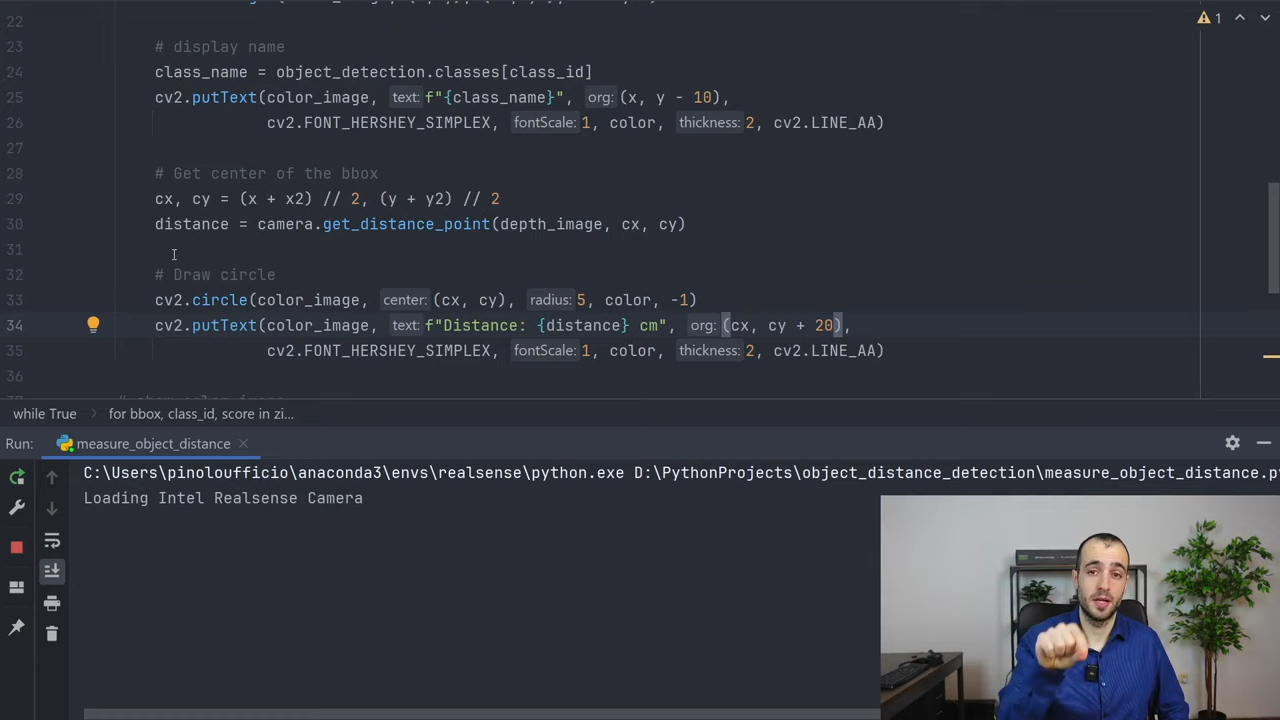 1
22
23 # display name
24 class_name = object_detection.classes[class_id]
25 cv2.putText(color_image, text: f"{class_name}", org: (x, y - 10),
26 cv2.FONT_HERSHEY_SIMPLEX, fontScale: 1, color, thickness: 2, cv2.LINE_AA)
27
28 # Get center of the bbox
29 cx, cy = (x + x2) // 2, (y + y2) // 2
30 distance = camera.get_distance_point(depth_image, cx, cy)
31
32 # Draw circle
33 cv2.circle(color_image, center: (cx, cy), radius: 5, color, -1)
34 cv2.putText(color_image, text: f"Distance: {distance} cm", org: (cx, cy + 20),
35 cv2.FONT_HERSHEY_SIMPLEX, fontScale: 1, color, thickness: 2, cv2.LINE_AA)
36
while True for bbox, class_id, score in zi...
Run: measure_object_distance
C:\Users\pinoloufficio\anaconda3\envs\realsense\python.exe D:\PythonProjects\object_distance_detection\measure_object_distance.p
Loading Intel Realsense Camera